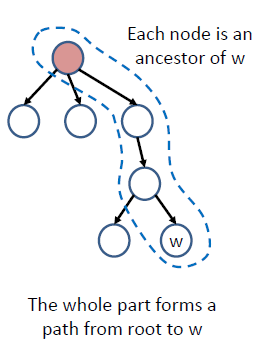 Each node is an
ancestor of w
w
The whole part forms a
path from root to w